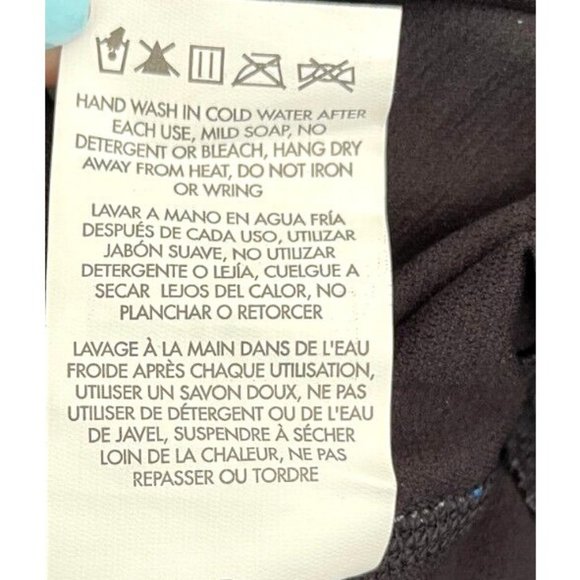 HAND WASH IN COLD WATER AFTER
EACH USE, MILD SOAP, NO
DETERGENT OR BLEACH, HANG DRY
AWAY FROM HEAT, DO NOT IRON
OR WRING
LAVAR A MANO EN AGUA FRÍA
DESPUÉS DE CADA USO, UTILIZAR
JABÓN SUAVE, NO UTILIZAR
DETERGENTE O LEJÍA, CUELGUE A
SECAR LEJOS DEL CALOR, NO
PLANCHAR O RETORCER
LAVAGE À LA MAIN DANS DE L'EAU
FROIDE APRÈS CHAQUE UTILISATION,
UTILISER UN SAVON DOUX, NE PAS
UTILISER DE DÉTERGENT OU DE L'EAU
DE JAVEL, SUSPENDRE À SÉCHER
LOIN DE LA CHALEUR, NE PAS
REPASSER OU TORDRE